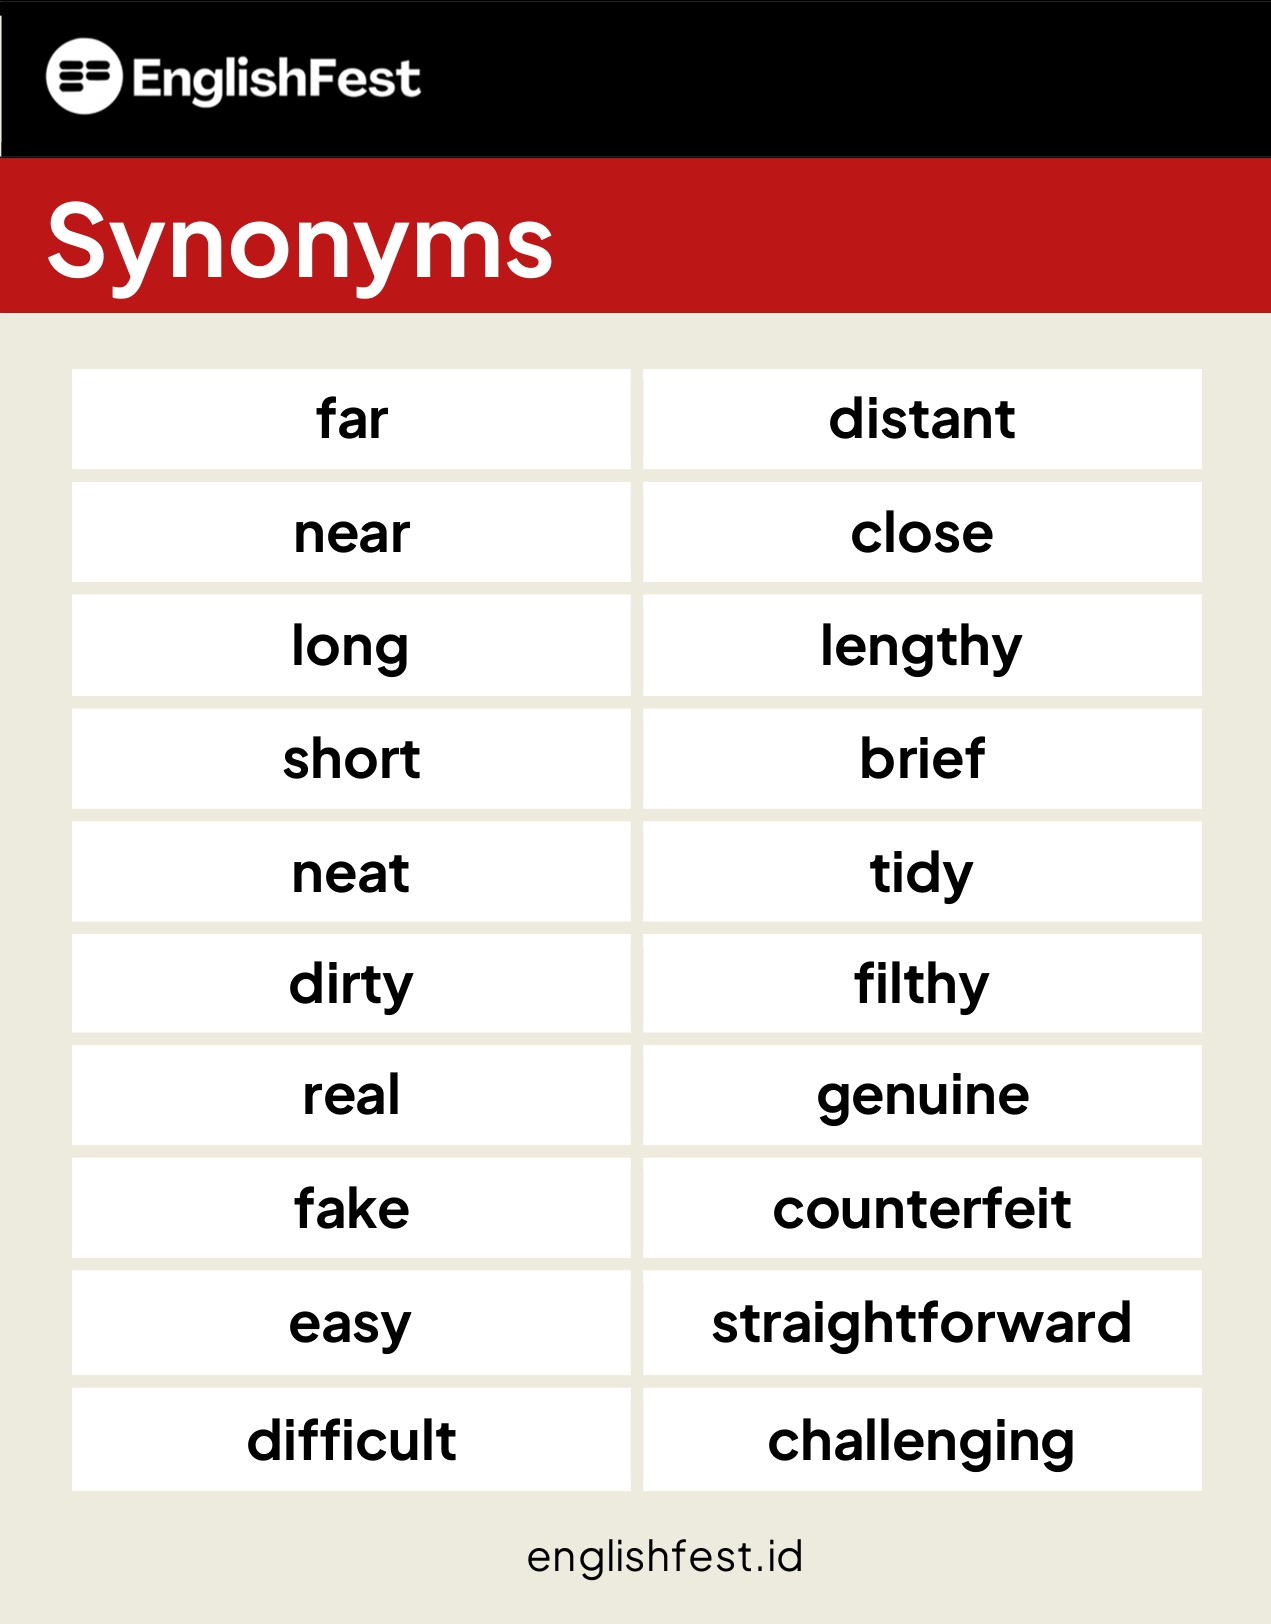 EnglishFest
Synonyms
far distant
near close
long lengthy
short brief
neat tidy
dirty filthy
real genuine
fake counterfeit
easy straightforward
difficult challenging
englishfest.id